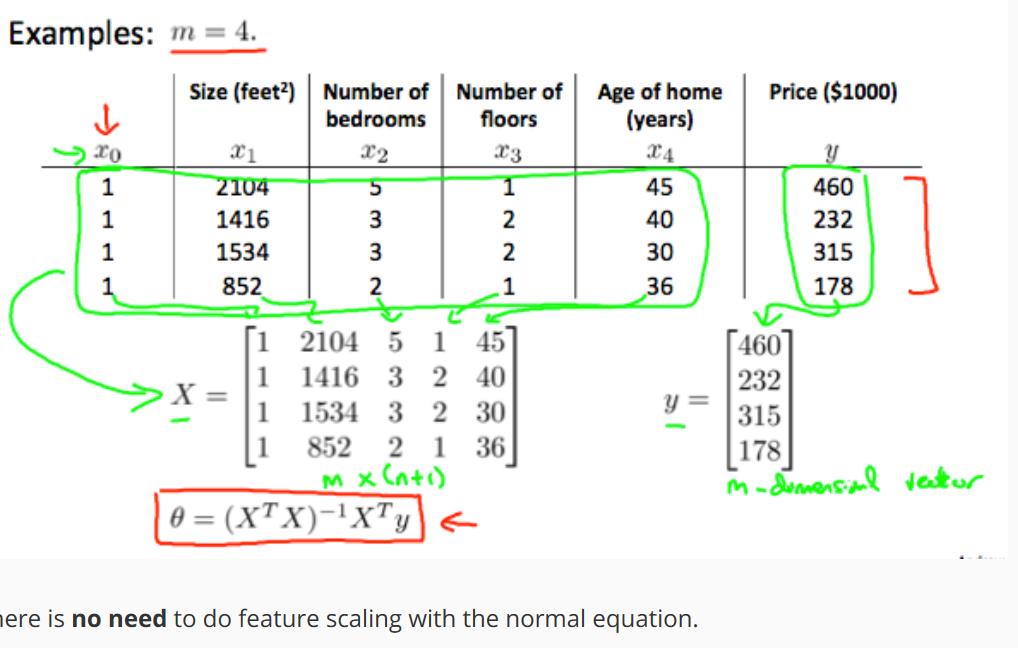 Examples: m = 4.
Size (feet²) Number of bedrooms Number of floors Age of home (years) Price ($1000)
x₀ x₁ x₂ x₃ x₄ y
1 2104 5 1 45 460
1 1416 3 2 40 232
1 1534 3 2 30 315
1 852 2 1 36 178
X = [1 2104 5 1 45
1 1416 3 2 40
1 1534 3 2 30
1 852 2 1 36]
m x (n+1)
y = [460
232
315
178]
m-dimensional vector
θ = (XᵀX)⁻¹Xᵀy
ere is no need to do feature scaling with the normal equation.